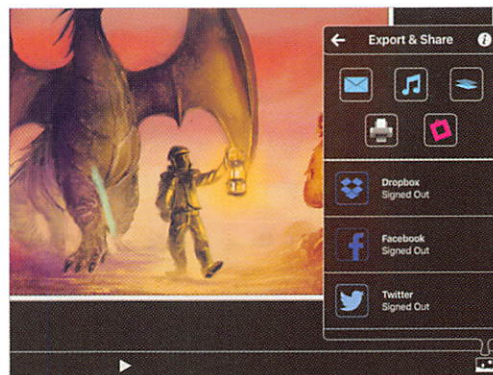 Export & Share
Dropbox
Signed Out
Facebook
Signed Out
Twitter
Signed Out